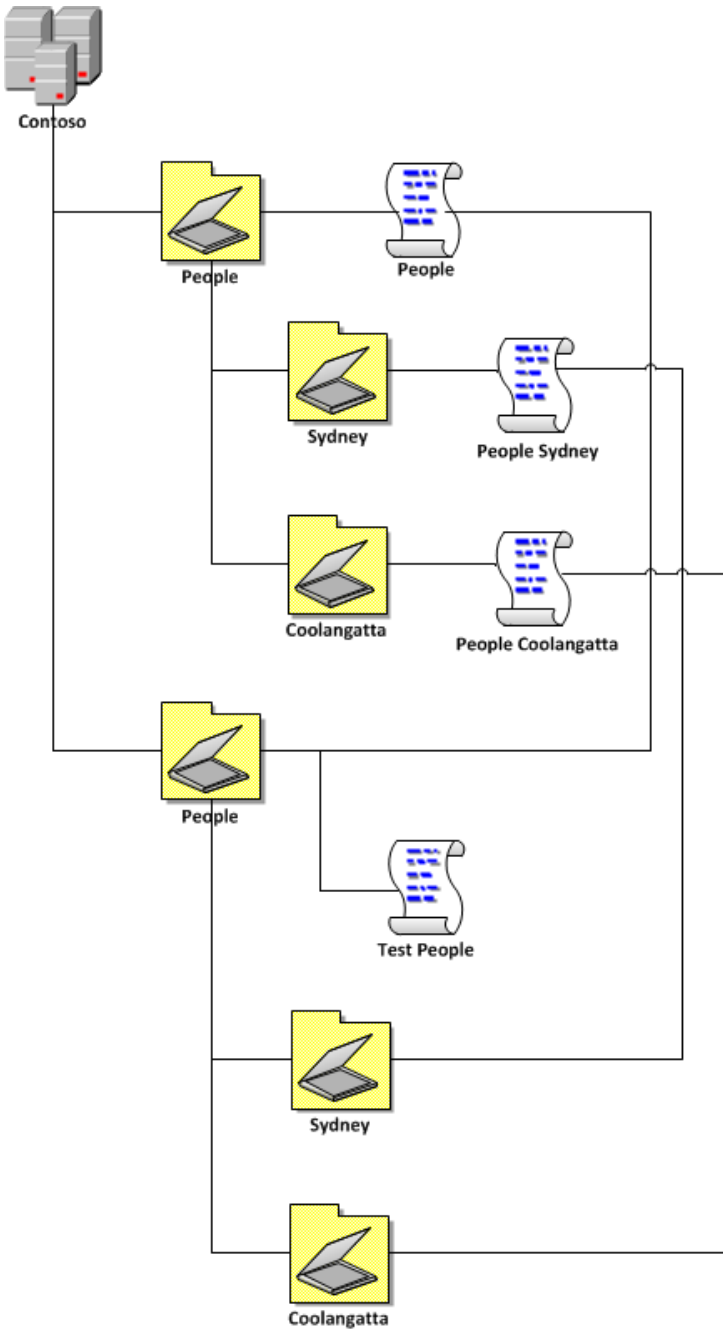 Contoso
People
People
Sydney
People Sydney
Coolangatta
People Coolangatta
People
Test People
Sydney
Coolangatta